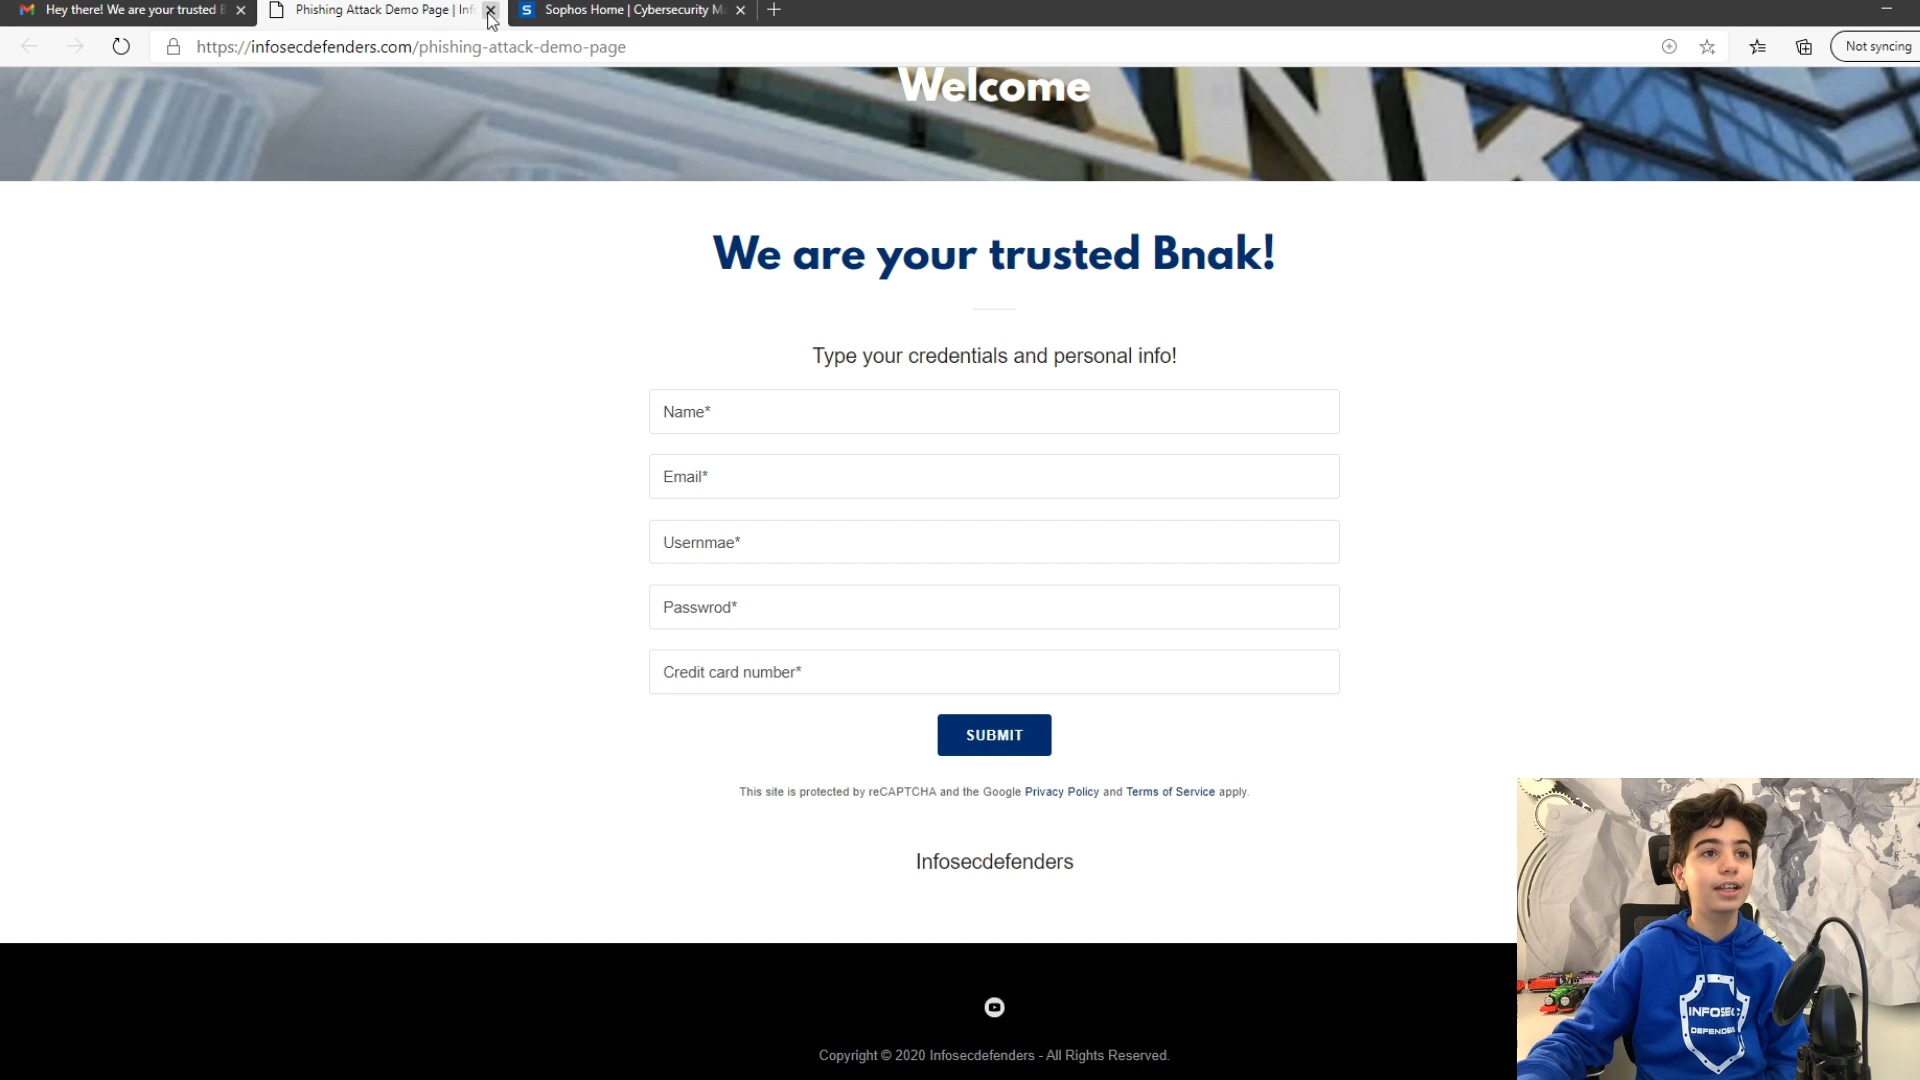 Hey there! We are your trusted B
Phishing Attack Demo Page | Inf
Sophos Home | Cybersecurity M
https://infosecdefenders.com/phishing-attack-demo-page
Not syncing
Welcome
ANK
We are your trusted Bnak!
Type your credentials and personal info!
Name*
Email*
Usernmae*
Passwrod*
Credit card number*
SUBMIT
This site is protected by reCAPTCHA and the Google Privacy Policy and Terms of Service apply.
Infosecdefenders
INFOSEC
DEFENDERS
Copyright © 2020 Infosecdefenders - All Rights Reserved.